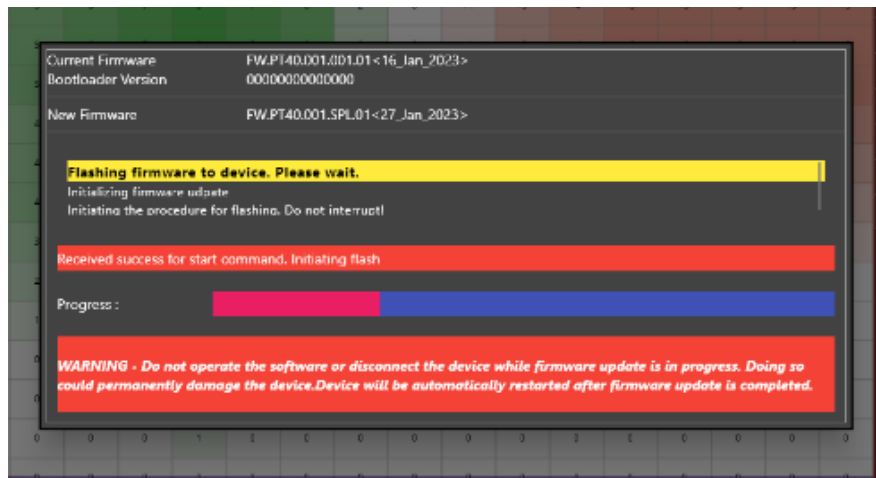 Current Firmware FW.PT40.001.001.01<16_Jan_2023>
Bootloader Version 00000000000000
New Firmware FW.PT40.001.SPL.01<27_Jan_2023>
Flashing firmware to device. Please wait.
Initializing firmware udpate
Initiating the procedure for flashing. Do not interrupt!
Received success for start command. Initiating flash
Progress :
WARNING - Do not operate the software or disconnect the device while firmware update is in progress. Doing so
could permanently damage the device.Device will be automatically restarted after firmware update is completed.